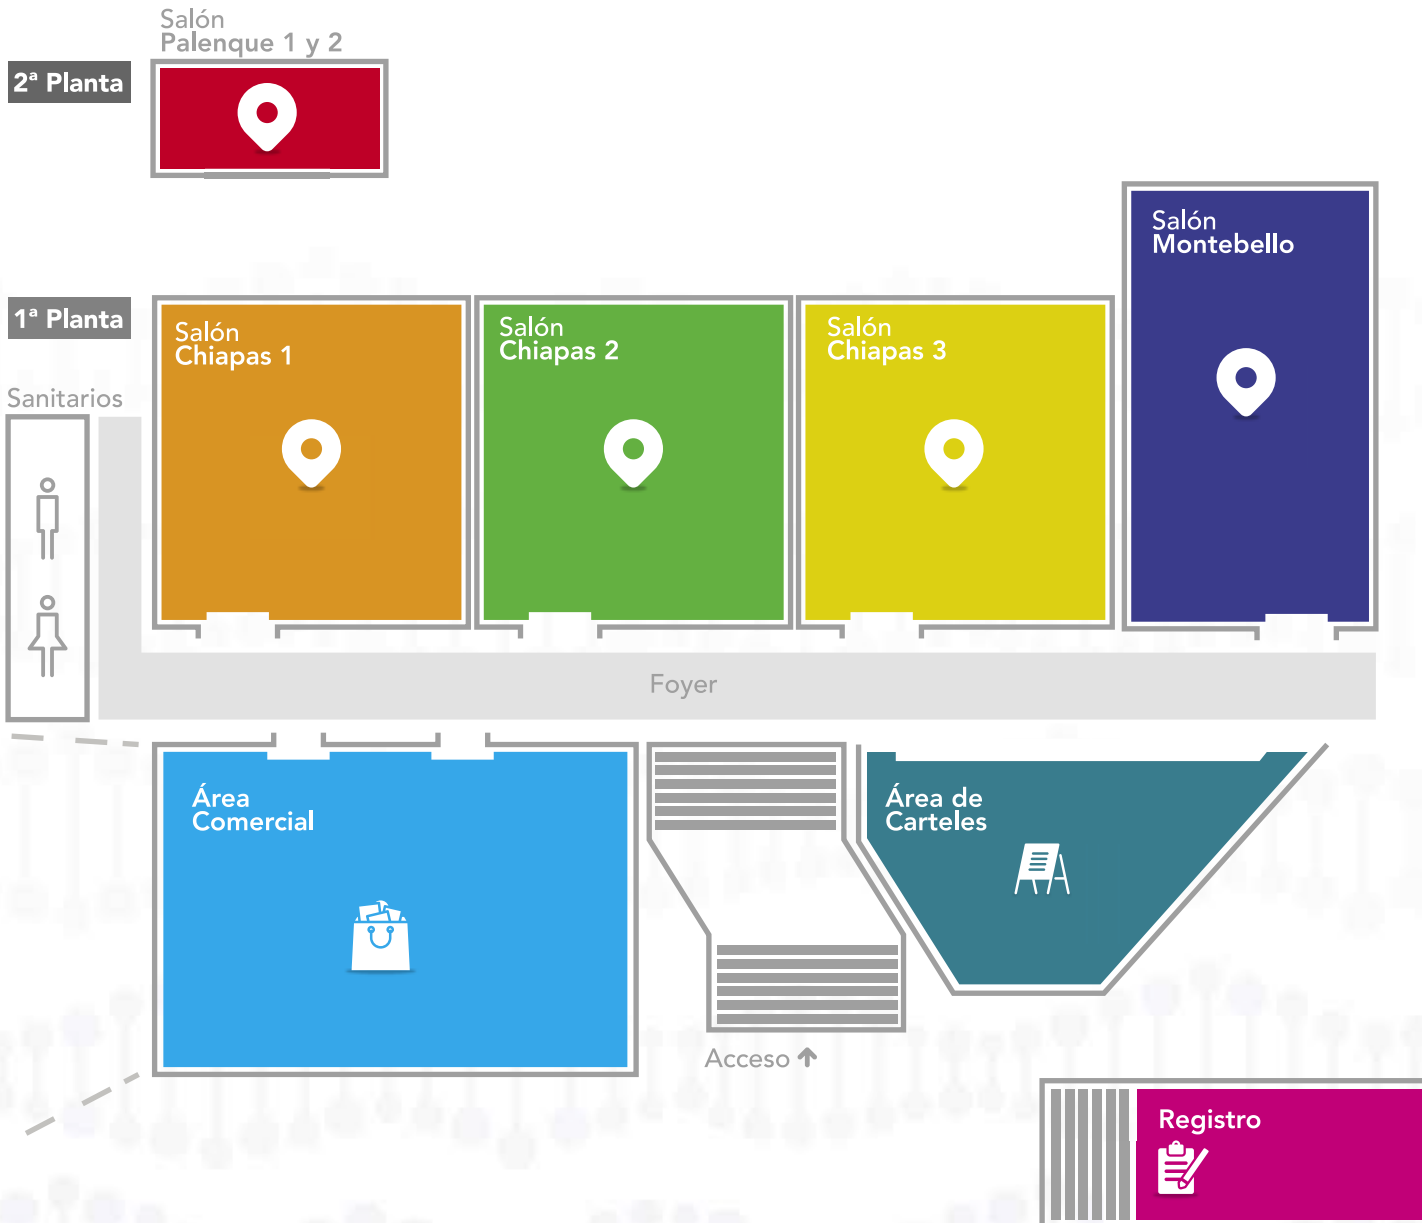 Salón
Palenque 1 y 2
2ª Planta
Salón
Montebello
1ª Planta
Salón
Chiapas 1
Salón
Chiapas 2
Salón
Chiapas 3
Sanitarios
Foyer
Área
Comercial
Área de
Carteles
Acceso
Registro